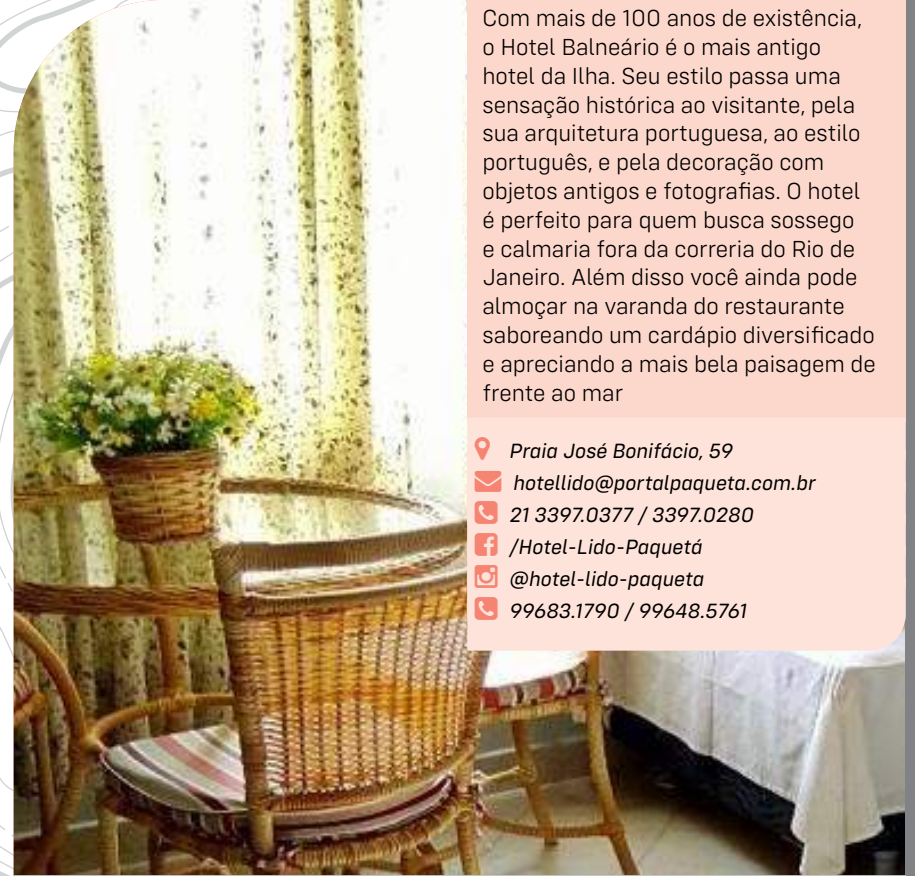 Com mais de 100 anos de existência,
o Hotel Balneário é o mais antigo
hotel da Ilha. Seu estilo passa uma
sensação histórica ao visitante, pela
sua arquitetura portuguesa, ao estilo
português, e pela decoração com
objetos antigos e fotografias. O hotel
é perfeito para quem busca sossego
e calmaria fora da correria do Rio de
Janeiro. Além disso você ainda pode
almoçar na varanda do restaurante
saboreando um cardápio diversificado
e apreciando a mais bela paisagem de
frente ao mar
Praia José Bonifácio, 59
hotellido@portalpaqueta.com.br
21 3397.0377 / 3397.0280
/Hotel-Lido-Paquetá
@hotel-lido-paqueta
99683.1790 / 99648.5761